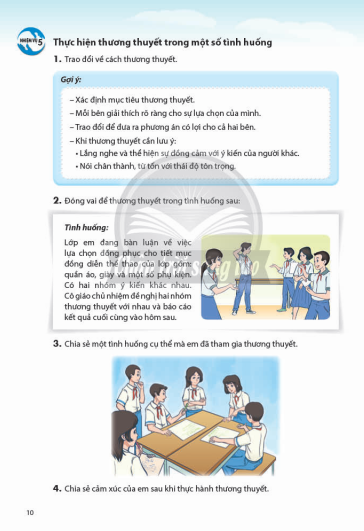 NHIỆM VỤ 5 Thực hiện thương thuyết trong một số tình huống
1. Trao đổi về cách thương thuyết.
Gợi ý:
– Xác định mục tiêu thương thuyết.
– Mỗi bên giải thích rõ ràng cho sự lựa chọn của mình.
– Trao đổi để đưa ra phương án có lợi cho cả hai bên.
– Khi thương thuyết cần lưu ý:
• Lắng nghe và thể hiện sự đồng cảm với ý kiến của người khác.
• Nói chân thành, từ tốn với thái độ tôn trọng.
2. Đóng vai để thương thuyết trong tình huống sau:
Tình huống:
Lớp em đang bàn luận về việc
lựa chọn đồng phục cho tiết mục
đồng diễn thể thao của lớp gồm:
quần áo, giày và một số phụ kiện.
Có hai nhóm ý kiến khác nhau.
Cô giáo chủ nhiệm đề nghị hai nhóm
thương thuyết với nhau và báo cáo
kết quả cuối cùng vào hôm sau.
3. Chia sẻ một tình huống cụ thể mà em đã tham gia thương thuyết.
4. Chia sẻ cảm xúc của em sau khi thực hành thương thuyết.
10